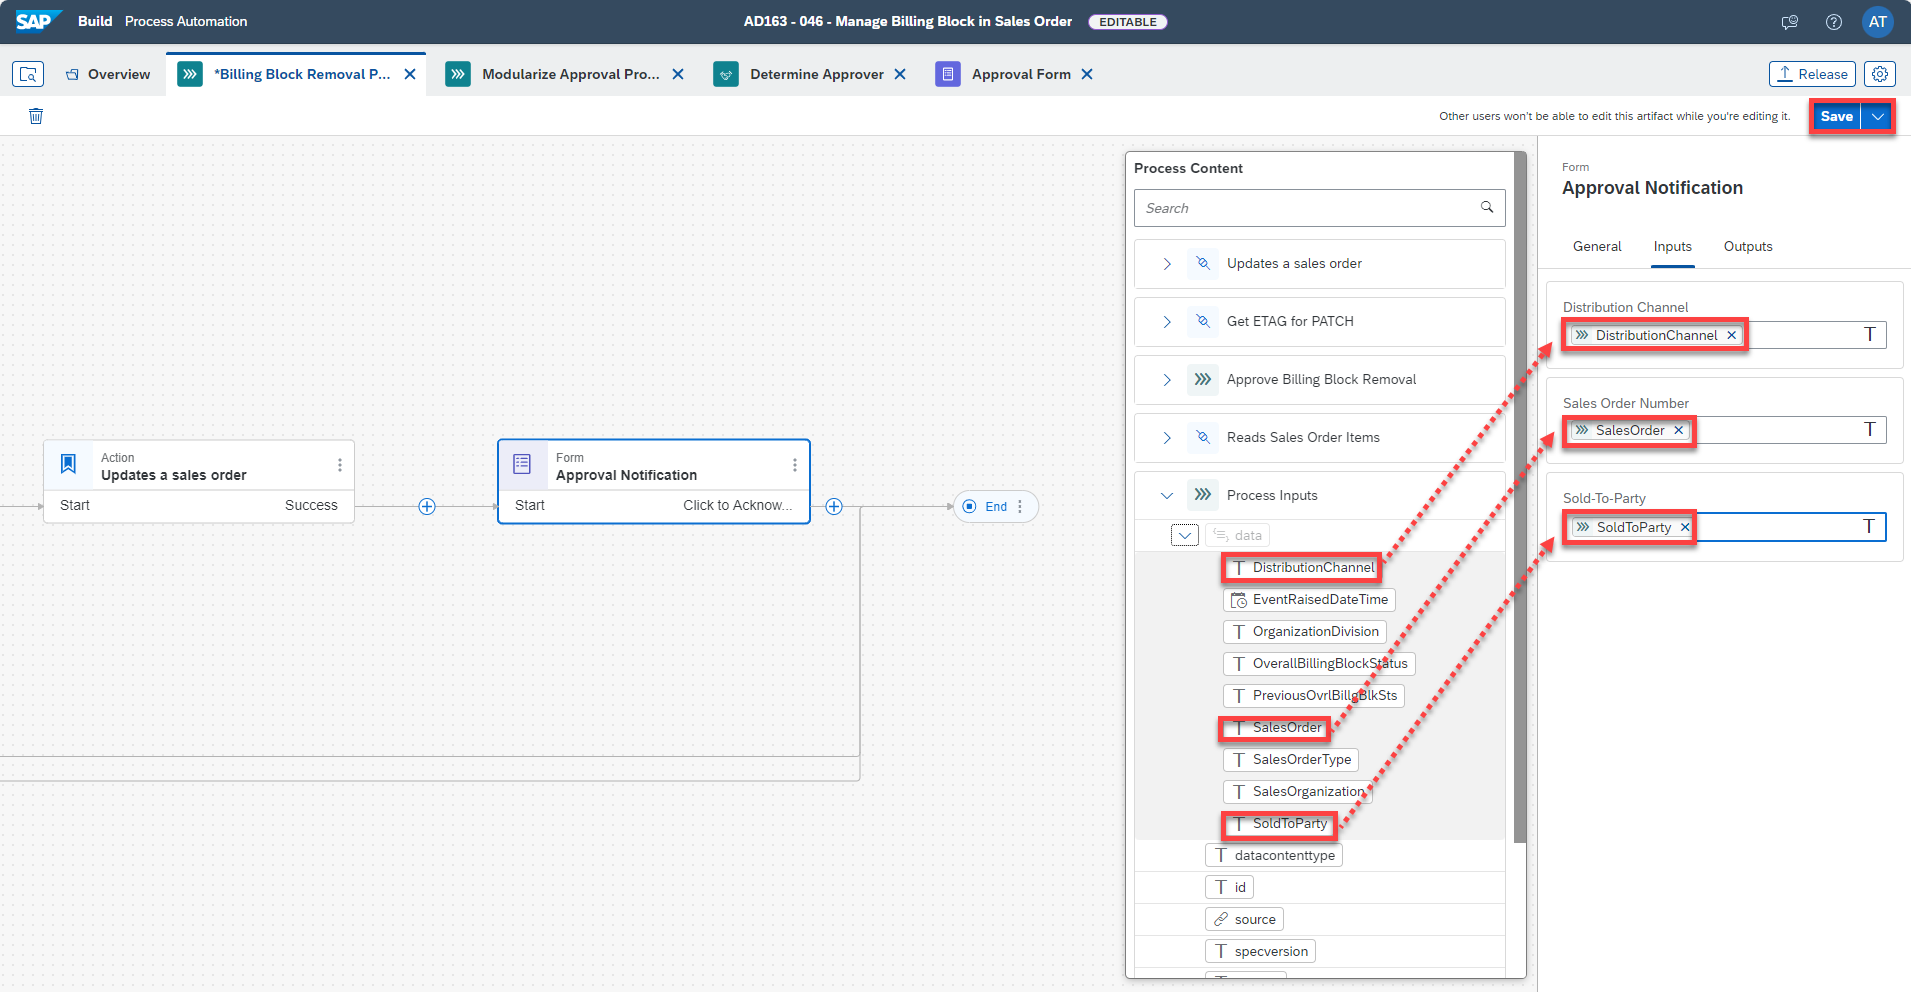 SAP Build Process Automation
AD163 - 046 - Manage Billing Block in Sales Order EDITABLE
AT
Overview
*Billing Block Removal P...
Modularize Approval Pro...
Determine Approver
Approval Form
Release
Other users won't be able to edit this artifact while you're editing it.
Save
Action
Updates a sales order
Start Success
Form
Approval Notification
Start Click to Acknow...
End
Process Content
Search
Updates a sales order
Get ETAG for PATCH
Approve Billing Block Removal
Reads Sales Order Items
Process Inputs
data
T DistributionChannel
EventRaisedDateTime
T OrganizationDivision
T OverallBillingBlockStatus
T PreviousOvrlBillgBlkSts
T SalesOrder
T SalesOrderType
T SalesOrganization
T SoldToParty
T datacontenttype
T id
source
T specversion
Form
Approval Notification
General Inputs Outputs
Distribution Channel
DistributionChannel T
Sales Order Number
SalesOrder T
Sold-To-Party
SoldToParty T